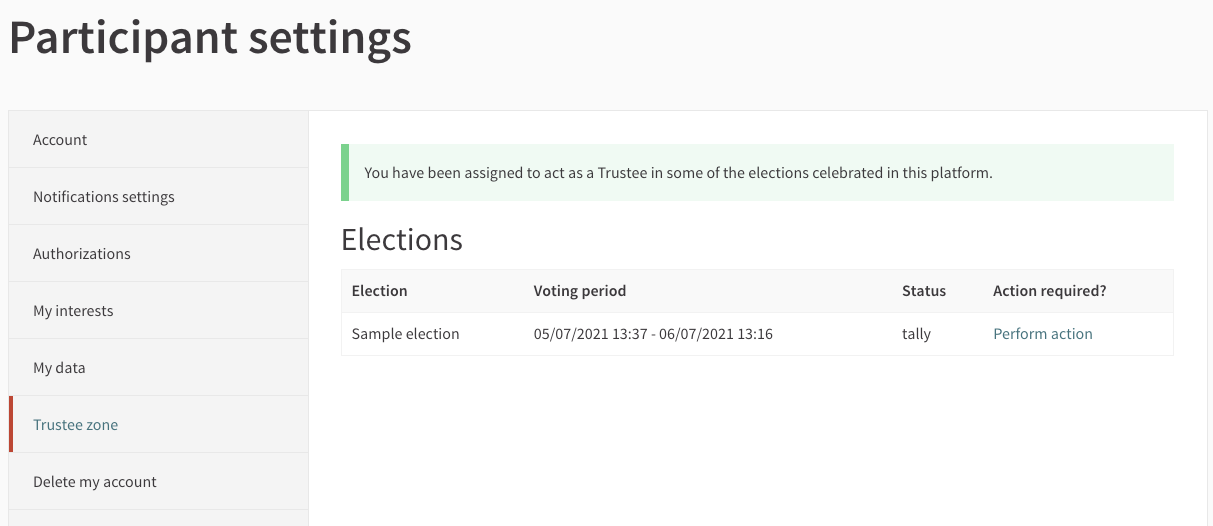 Participant settings
Account
Notifications settings
Authorizations
My interests
My data
Trustee zone
Delete my account
You have been assigned to act as a Trustee in some of the elections celebrated in this platform.
Elections
Election Voting period Status Action required?
Sample election 05/07/2021 13:37 - 06/07/2021 13:16 tally Perform action